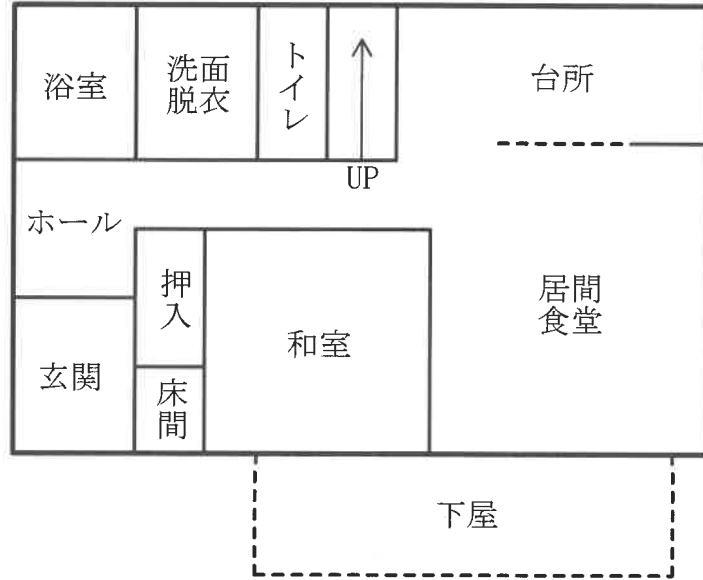 浴室
洗面
脱衣
トイレ
UP
台所
ホール
押入
和室
居間
食堂
玄関
床間
下屋